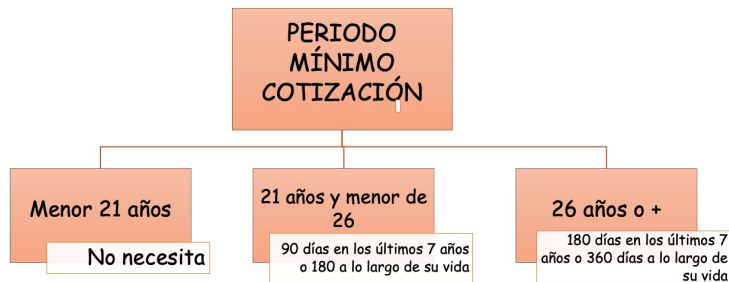 PERIODO
MÍNIMO
COTIZACIÓN
Menor 21 años
No necesita
21 años y menor de
26
90 días en los últimos 7 años
o 180 a lo largo de su vida
26 años o +
180 días en los últimos 7
años o 360 días a lo largo de
su vida